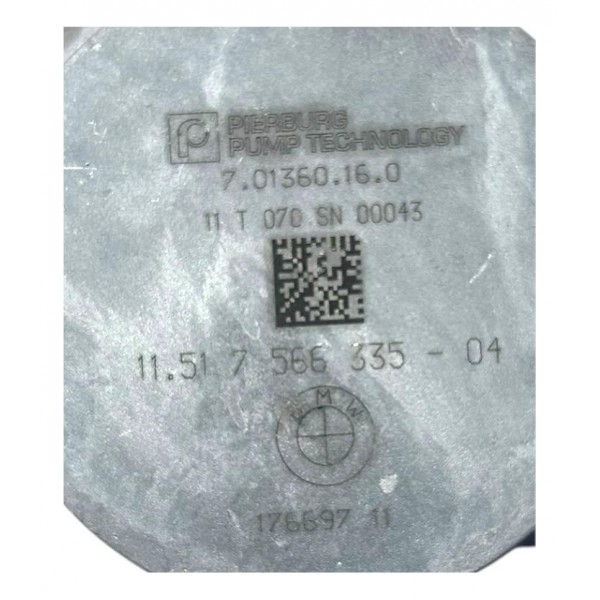 PIERBURG
PUMP TECHNOLOGY
7.01360.16.0
11 T 070 SN 00043
11.51 7 566 335 - 04
BMW
176697 11